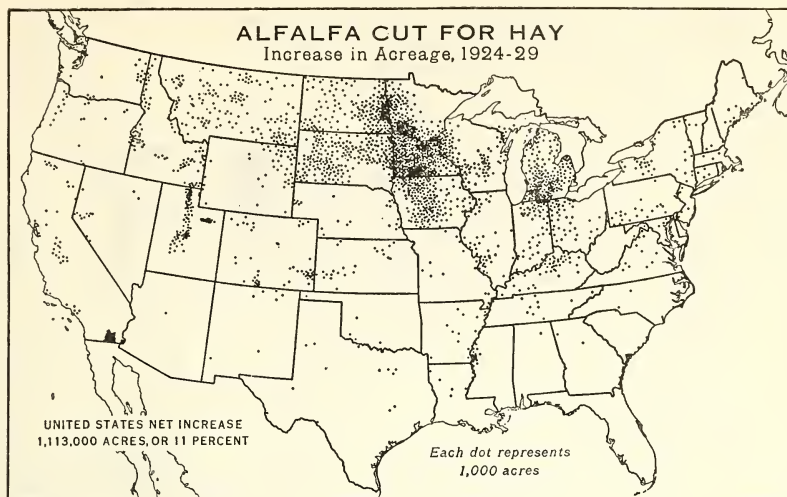 ALFALFA CUT FOR HAY
Increase in Acreage, 1924-29
UNITED STATES NET INCREASE
1,113,000 ACRES, OR 11 PERCENT
Each dot represents
1,000 acres